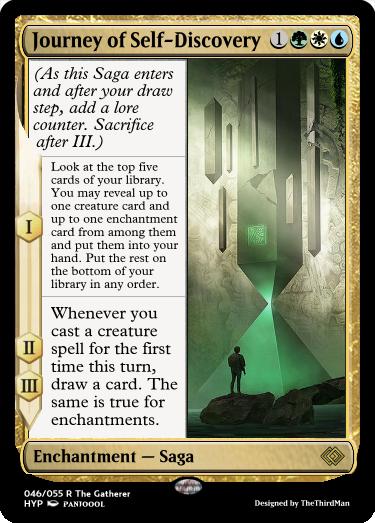 Journey of Self-Discovery 1
(As this Saga enters
and after your draw
step, add a lore
counter. Sacrifice
after III.)
I
Look at the top five
cards of your library.
You may reveal up to
one creature card and
up to one enchantment
card from among them
and put them into your
hand. Put the rest on
the bottom of your
library in any order.
II
III
Whenever you
cast a creature
spell for the first
time this turn,
draw a card. The
same is true for
enchantments.
Enchantment — Saga
046/055 R The Gatherer
HYP PANTOOOL
Designed by TheThirdMan